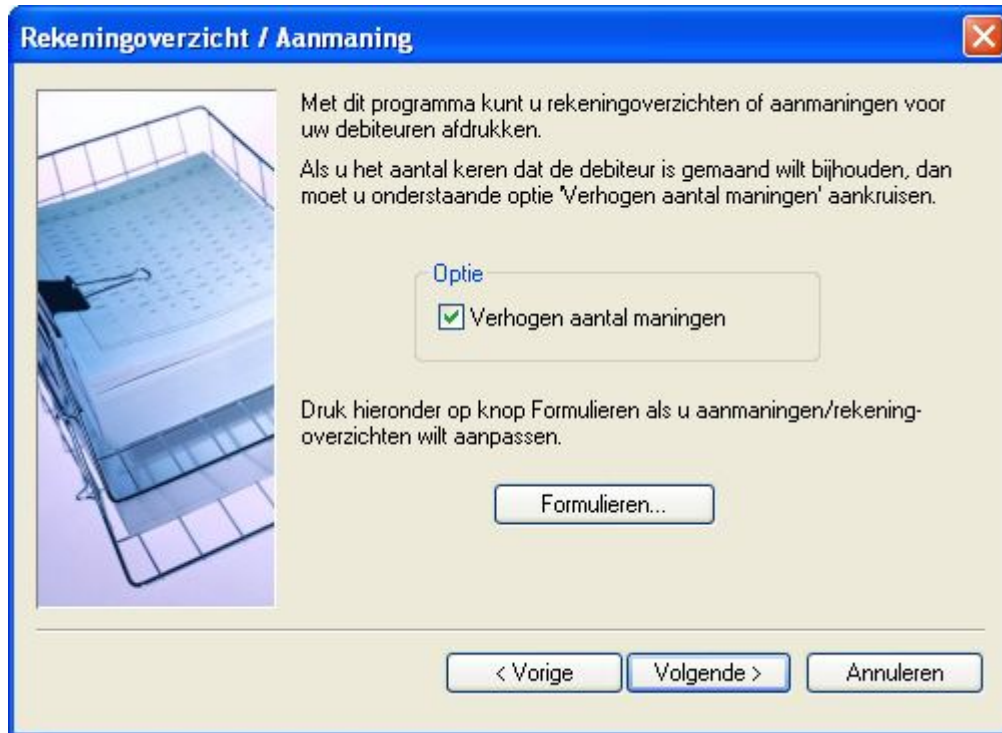 Rekeningoverzicht / Aanmaning
Met dit programma kunt u rekeningoverzichten of aanmaningen voor
uw debiteuren afdrukken.
Als u het aantal keren dat de debiteur is gemaand wilt bijhouden, dan
moet u onderstaande optie 'Verhogen aantal maningen' aankruisen.
Optie
Verhogen aantal maningen
Druk hieronder op knop Formulieren als u aanmaningen/rekening-
overzichten wilt aanpassen.
Formulieren...
< Vorige
Volgende >
Annuleren